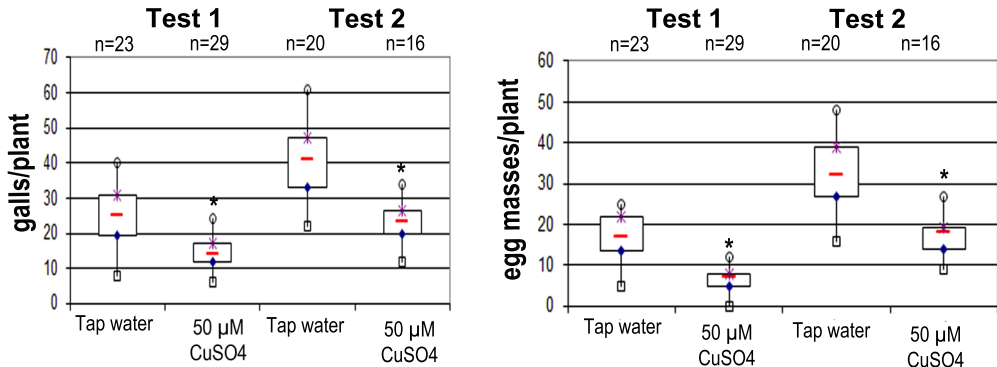 Test 1 Test 2
n=23 n=29 n=20 n=16
galls/plant
70
60
50
40
30
20
10
0
* *
Tap water 50 µM CuSO4 Tap water 50 µM CuSO4
Test 1 Test 2
n=23 n=29 n=20 n=16
egg masses/plant
60
50
40
30
20
10
0
* *
Tap water 50 µM CuSO4 Tap water 50 µM CuSO4